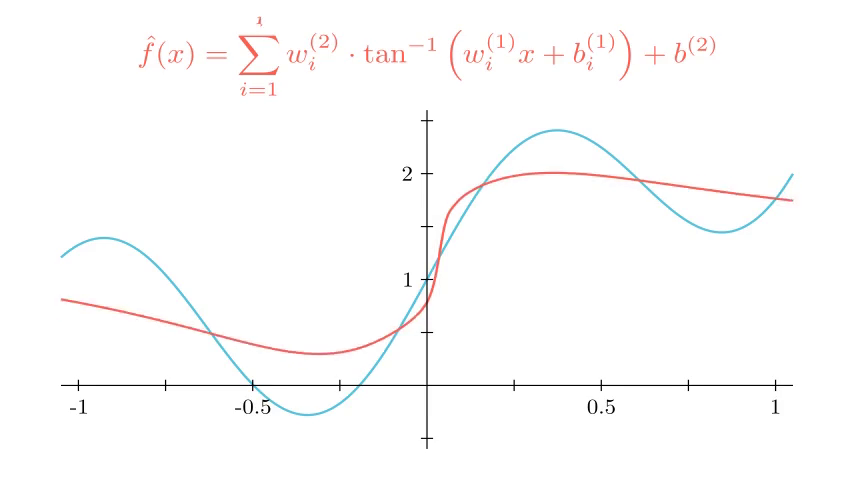 f̂(x) = ∑_{i=1} w_i^{(2)} · tan^{−1} (w_i^{(1)} x + b_i^{(1)}) + b^{(2)}
2
1
-1 -0.5 0.5 1